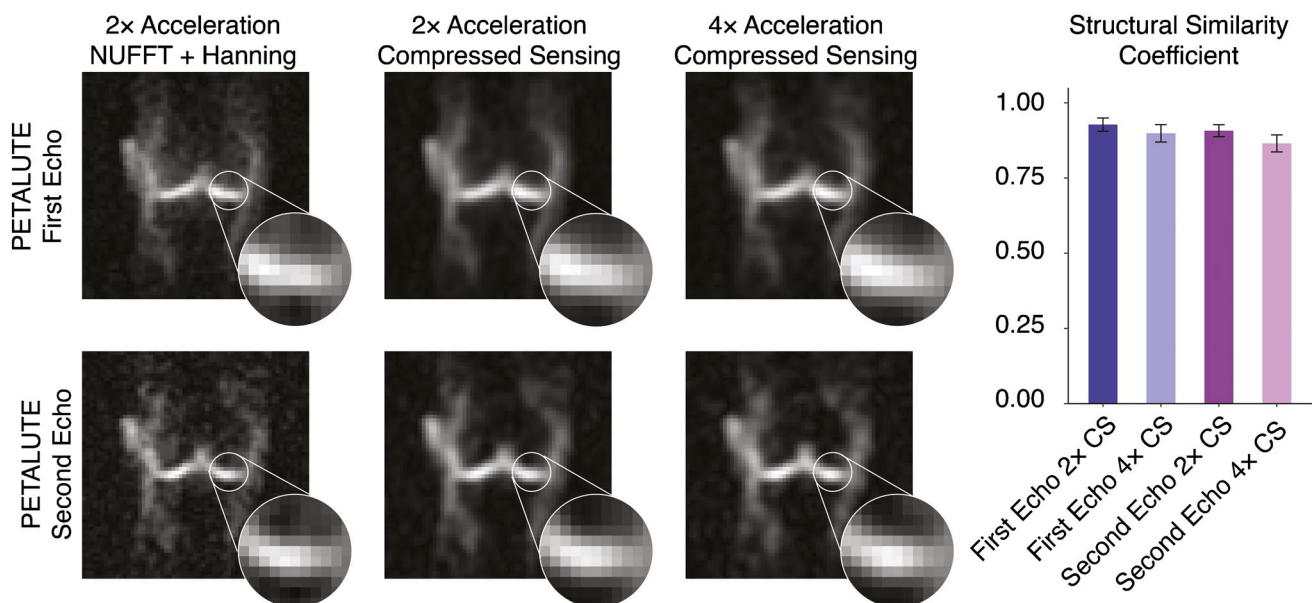 2× Acceleration
NUFFT + Hanning
2× Acceleration
Compressed Sensing
4× Acceleration
Compressed Sensing
Structural Similarity
Coefficient
PETALUTE
First Echo
PETALUTE
Second Echo
1.00
0.75
0.50
0.25
0.00
First Echo 2× CS
First Echo 4× CS
Second Echo 2× CS
Second Echo 4× CS